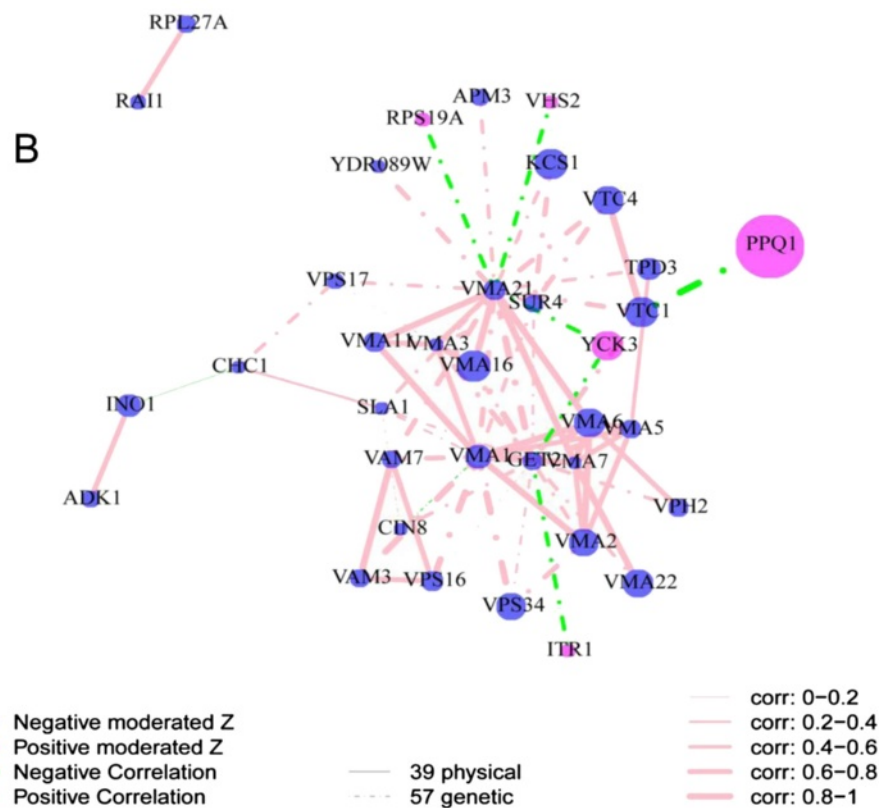 RPL27A
RAI1
B
APM3
VHS2
RPS19A
YDR089W
KCS1
VTC4
PPQ1
VPS17
TPD3
VMA21
SUR4
VTC1
VMA11
VMA3
YCK3
CHC1
VMA16
INO1
SLA1
VMA6
VMA5
VAM7
VMA1
GET2
VMA7
ADK1
CIN8
VPH2
VMA2
VAM3
VPS16
VMA22
VPS34
ITR1
corr: 0-0.2
Negative moderated Z
corr: 0.2-0.4
Positive moderated Z
corr: 0.4-0.6
Negative Correlation
39 physical
corr: 0.6-0.8
Positive Correlation
57 genetic
corr: 0.8-1